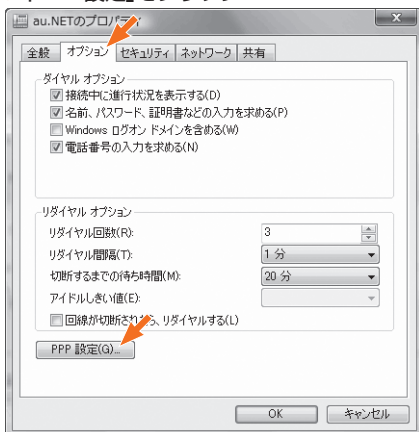 au.NETのプロパティ
全般 オプション セキュリティ ネットワーク 共有
ダイヤル オプション
接続中に進行状況を表示する(D)
名前、パスワード、証明書などの入力を求める(P)
Windows ログオン ドメインを含める(W)
電話番号の入力を求める(N)
リダイヤル オプション
リダイヤル回数(R): 3
リダイヤル間隔(T): 1 分
切断するまでの待ち時間(M): 20 分
アイドルしきい値(E):
回線が切断されたら、リダイヤルする(L)
PPP 設定(G)...
OK キャンセル